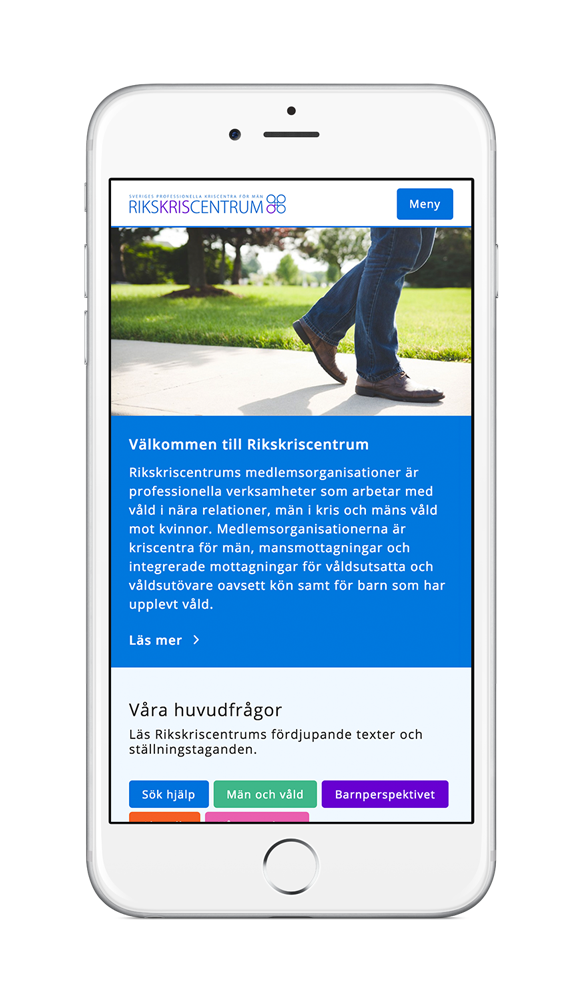 SVERIGES PROFESSIONELLA KRISCENTRA FÖR MÄN
RIKSKRISCENTRUM
Meny
Välkommen till Rikskriscentrum
Rikskriscentrums medlemsorganisationer är
professionella verksamheter som arbetar med
våld i nära relationer, män i kris och mäns våld
mot kvinnor. Medlemsorganisationerna är
kriscentra för män, mansmottagningar och
integrerade mottagningar för våldsutsatta och
våldsutövare oavsett kön samt för barn som har
upplevt våld.
Läs mer
Våra huvudfrågor
Läs Rikskriscentrums fördjupande texter och
ställningstaganden.
Sök hjälp Män och våld Barnperspektivet